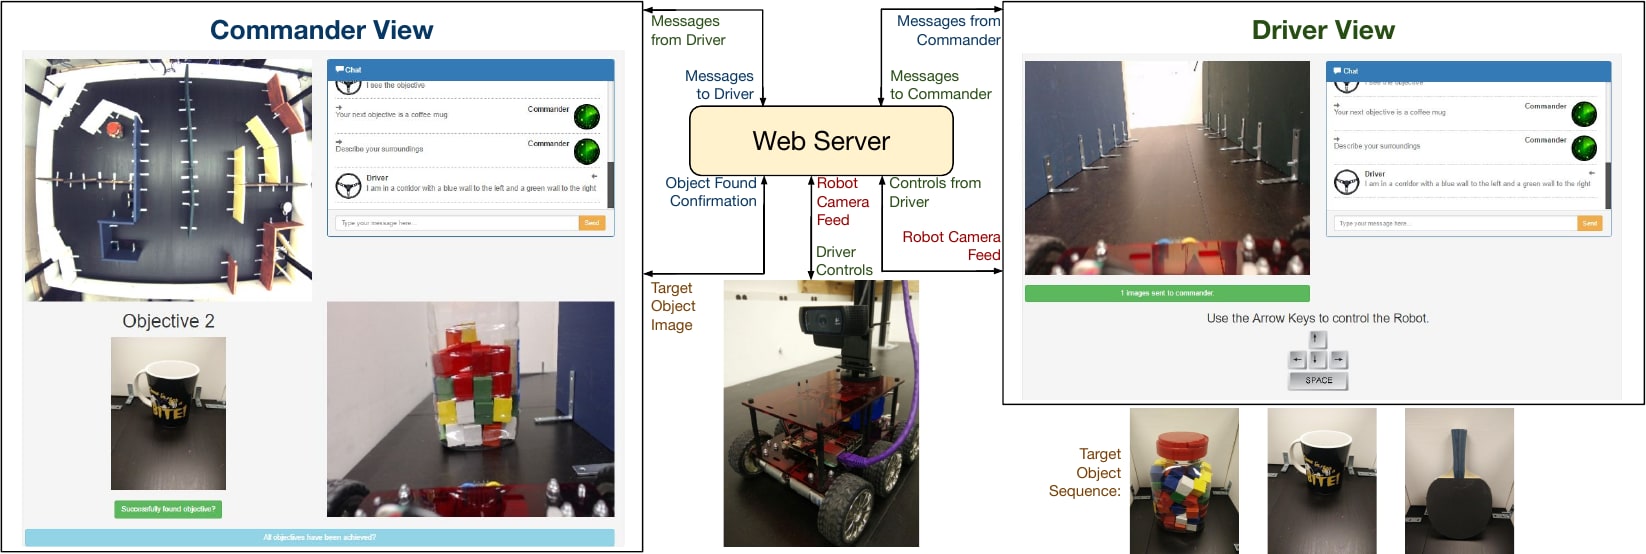 Commander View
Chat
I see the objective
Commander
Your next objective is a coffee mug
Commander
Describe your surroundings
Driver
I am in a corridor with a blue wall to the left and a green wall to the right
Type your message here...
Send
Objective 2
BITE!
Successfully found objective?
All objectives have been achieved?
Messages
from Driver
Messages
to Driver
Messages from
Commander
Messages
to Commander
Web Server
Object Found
Confirmation
Robot
Camera
Feed
Controls from
Driver
Driver
Controls
Robot Camera
Feed
Target
Object
Image
Driver View
Chat
I see the objective
Commander
Your next objective is a coffee mug
Commander
Describe your surroundings
Driver
I am in a corridor with a blue wall to the left and a green wall to the right
Type your message here...
Send
1 images sent to commander.
Use the Arrow Keys to control the Robot.
SPACE
Target
Object
Sequence:
BITE!